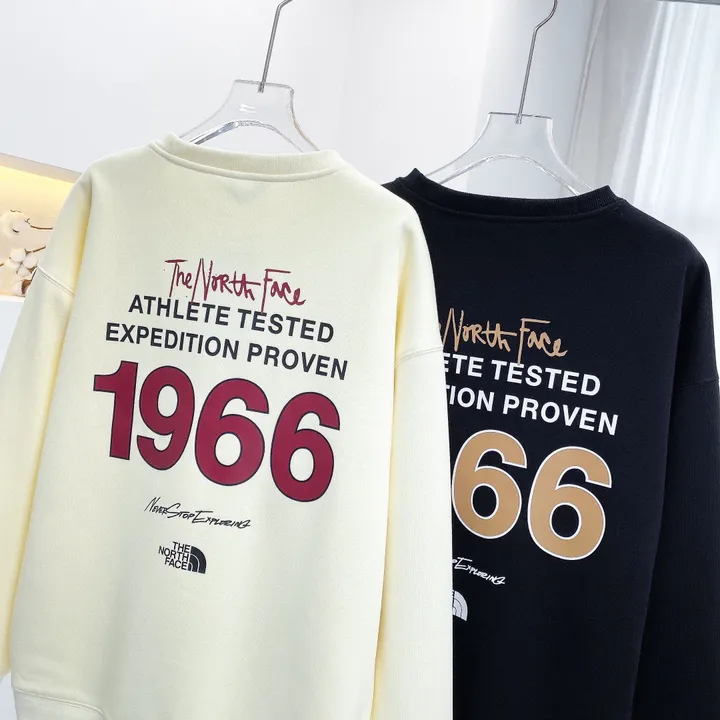 The North Face
ATHLETE TESTED
EXPEDITION PROVEN
1966
NEVER STOP EXPLORING
THE
NORTH
FACE
North Face
ETE TESTED
TION PROVEN
66
P EXPLORING